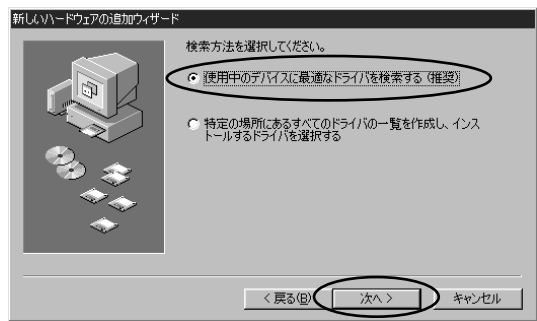 新しいハードウェアの追加ウィザード
検索方法を選択してください。
使用中のデバイスに最適なドライバを検索する (推奨)
特定の場所にあるすべてのドライバの一覧を作成し、インス
トールするドライバを選択する
< 戻る(B)
次へ >
キャンセル